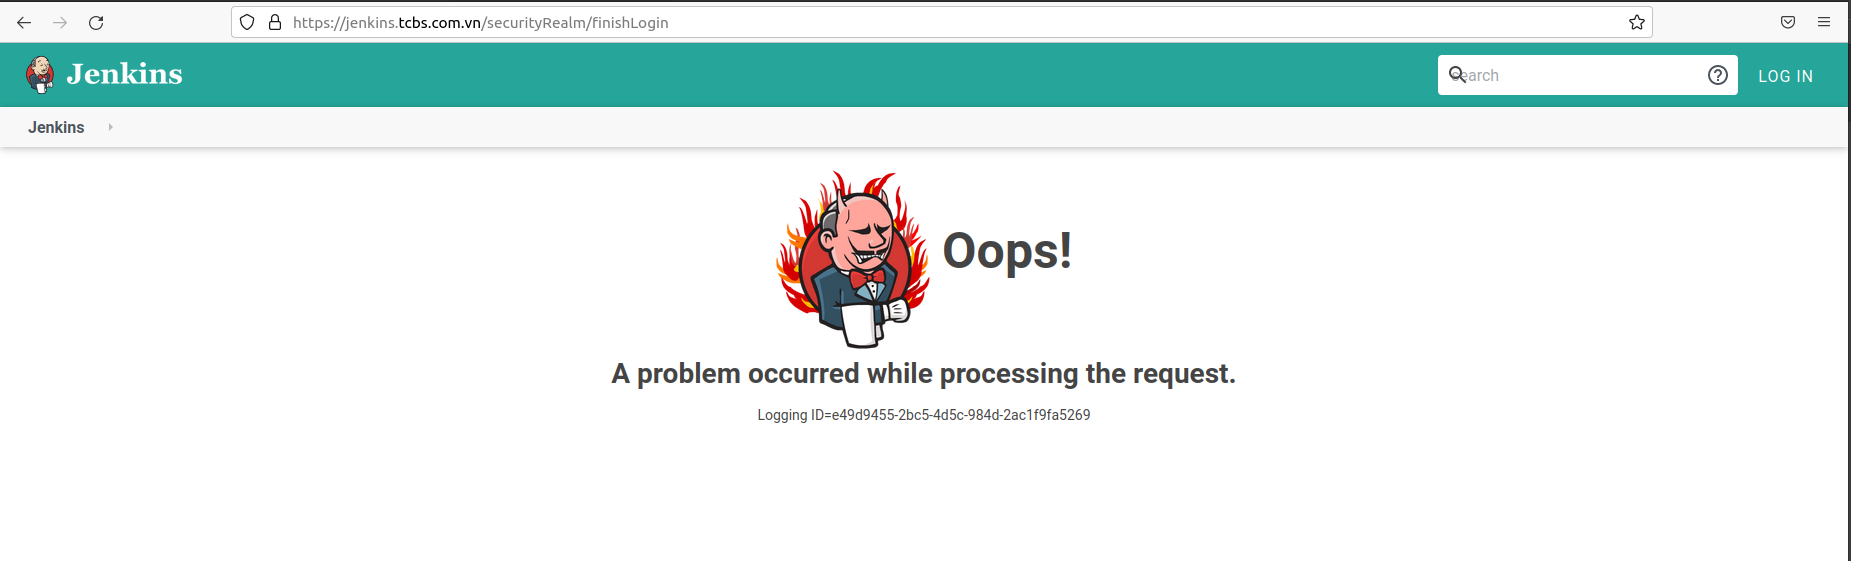 https://jenkins.tcbs.com.vn/securityRealm/finishLogin
Jenkins
search
LOG IN
Jenkins
Oops!
A problem occurred while processing the request.
Logging ID=e49d9455-2bc5-4d5c-984d-2ac1f9fa5269